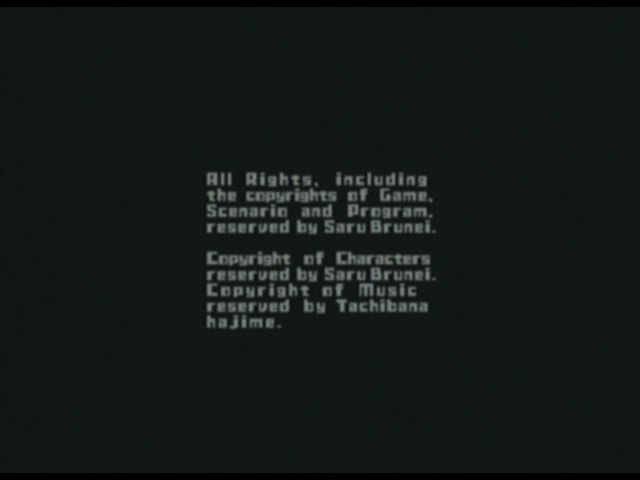 All Rights, including
the copyrights of Game,
Scenario and Program,
reserved by Saru Brunei.
Copyright of Characters
reserved by Saru Brunei.
Copyright of Music
reserved by Tachibana
hajime.